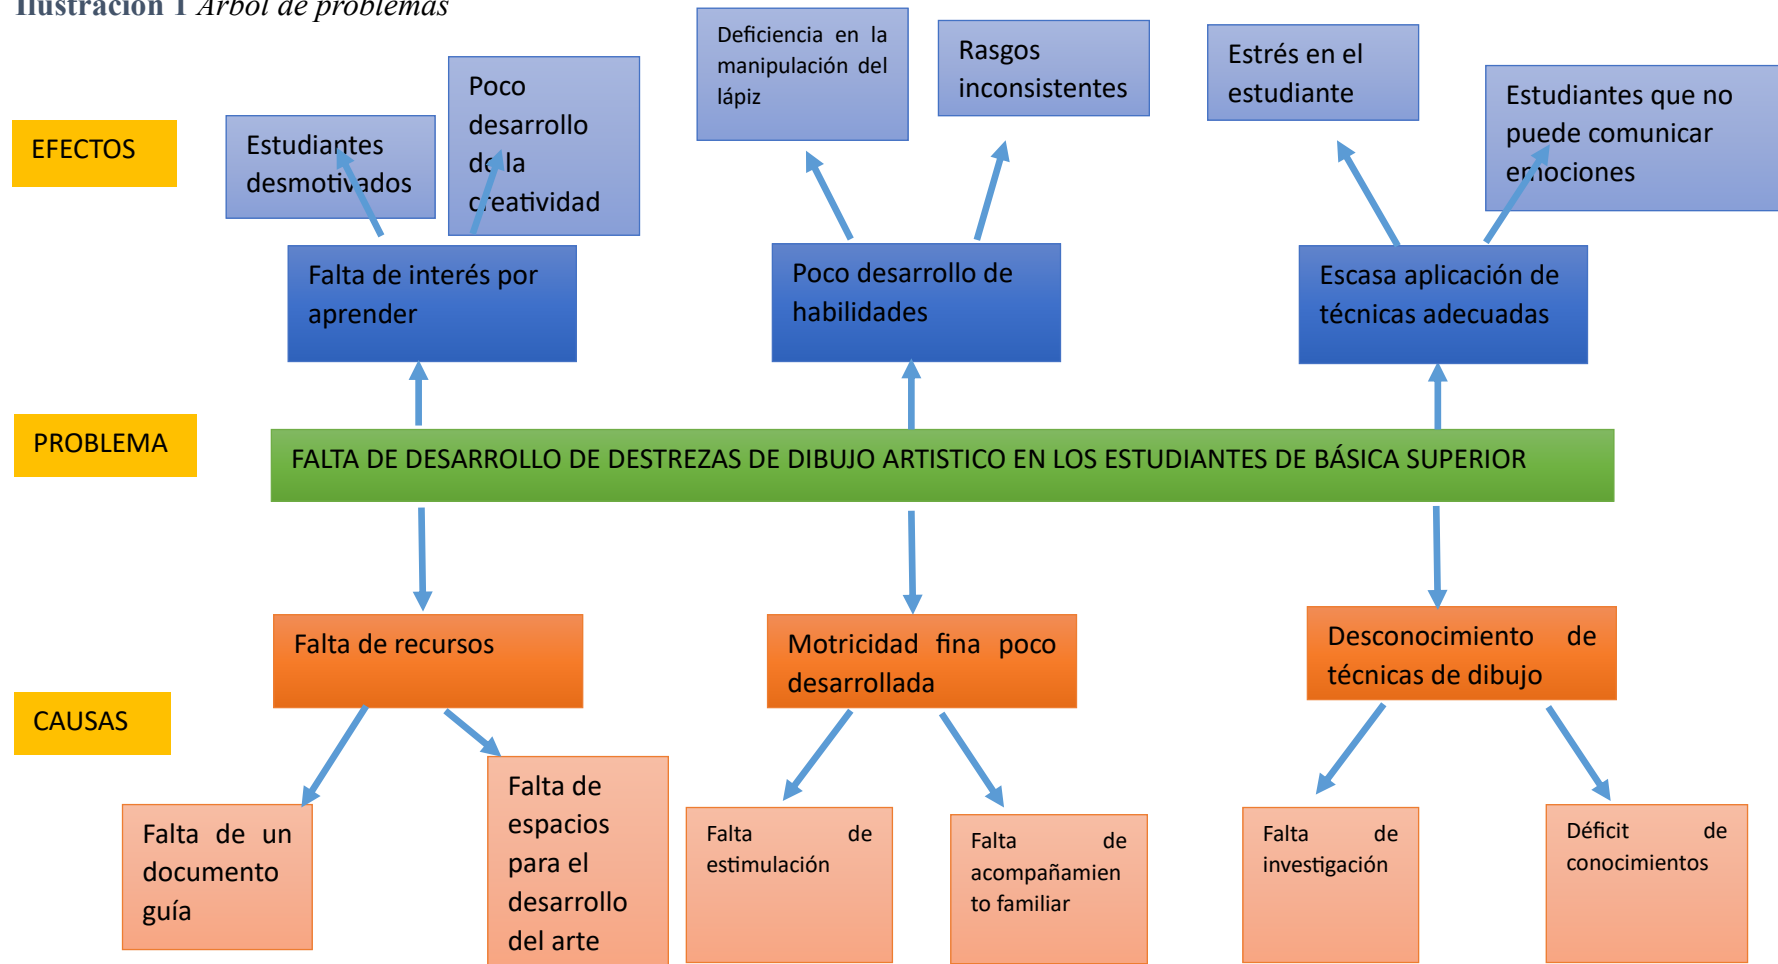 Ilustración 1 Árbol de problemas
EFECTOS
Estudiantes
desmotivados
Poco
desarrollo
de la
creatividad
Deficiencia en la
manipulación del
lápiz
Rasgos
inconsistentes
Estrés en el
estudiante
Estudiantes que no
puede comunicar
emociones
Falta de interés por
aprender
Poco desarrollo de
habilidades
Escasa aplicación de
técnicas adecuadas
PROBLEMA
FALTA DE DESARROLLO DE DESTREZAS DE DIBUJO ARTISTICO EN LOS ESTUDIANTES DE BÁSICA SUPERIOR
Falta de recursos
Motricidad fina poco
desarrollada
Desconocimiento de
técnicas de dibujo
CAUSAS
Falta de un
documento
guía
Falta de
espacios
para el
desarrollo
del arte
Falta de
estimulación
Falta de
acompañamien
to familiar
Falta de
investigación
Déficit de
conocimientos